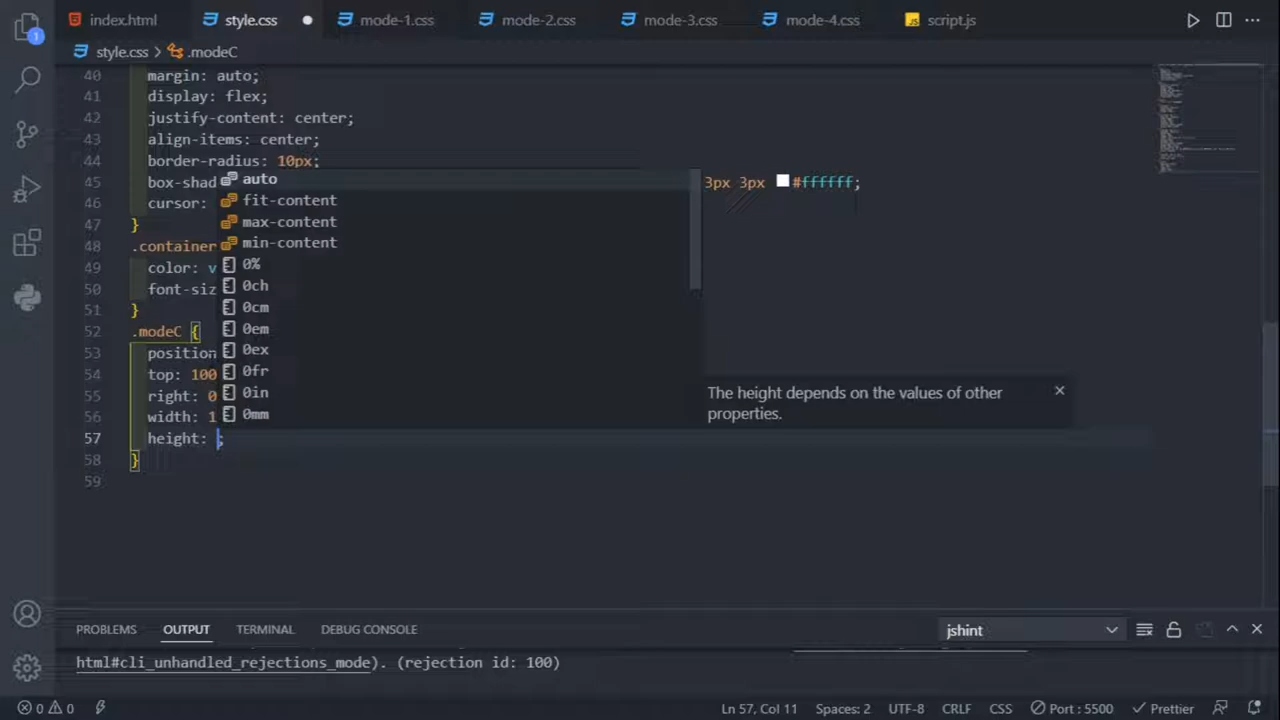 index.html style.css mode-1.css mode-2.css mode-3.css mode-4.css script.js
1
style.css > .modeC
40 margin: auto;
41 display: flex;
42 justify-content: center;
43 align-items: center;
44 border-radius: 10px;
45 box-shad 3px 3px #ffffff;
46 cursor:
47 }
48 .container
49 color: v
50 font-siz
51 }
52 .modeC {
53 position
54 top: 100
55 right: 0
56 width: 1
57 height: ;
58 }
59
auto
fit-content
max-content
min-content
0%
0ch
0cm
0em
0ex
0fr
0in
0mm
The height depends on the values of other
properties.
PROBLEMS OUTPUT TERMINAL DEBUG CONSOLE jshint
html#cli_unhandled_rejections_mode). (rejection id: 100)
0 0 Ln 57, Col 11 Spaces: 2 UTF-8 CRLF CSS Port : 5500 Prettier